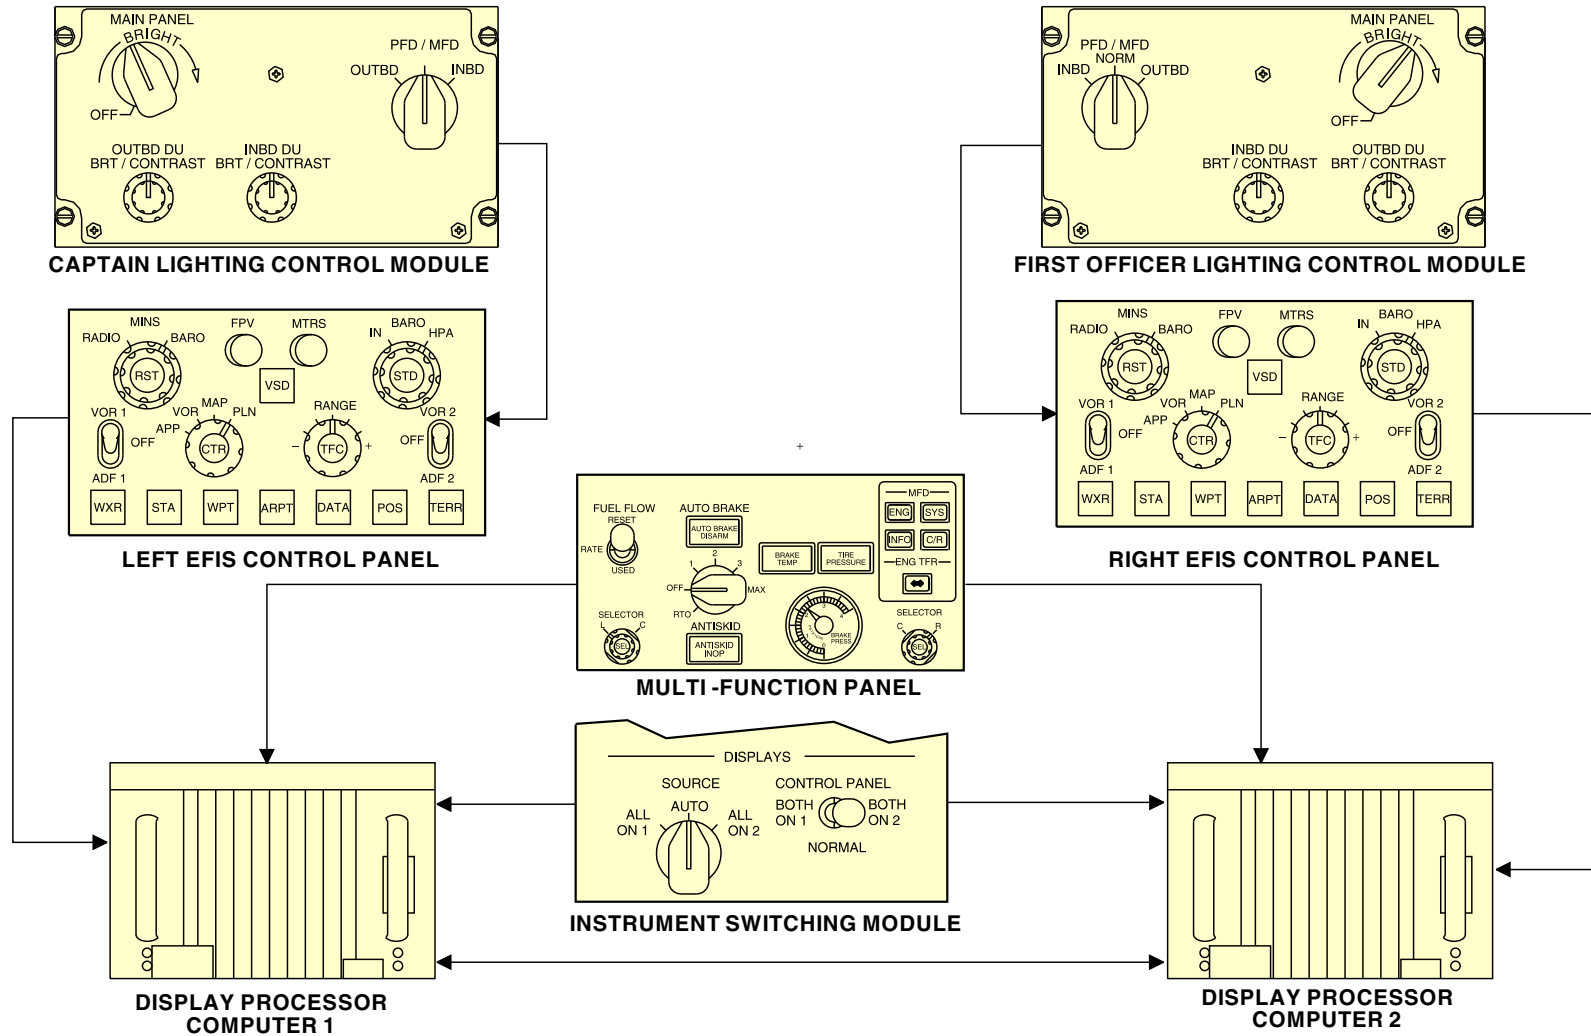 MAIN PANEL
BRIGHT
OFF
PFD / MFD
OUTBD
INBD
OUTBD DU
BRT / CONTRAST
INBD DU
BRT / CONTRAST
CAPTAIN LIGHTING CONTROL MODULE
PFD / MFD
NORM
INBD
OUTBD
MAIN PANEL
BRIGHT
OFF
INBD DU
BRT / CONTRAST
OUTBD DU
BRT / CONTRAST
FIRST OFFICER LIGHTING CONTROL MODULE
MINS
RADIO
BARO
RST
FPV
MTRS
VSD
BARO
IN
HPA
STD
VOR 1
OFF
ADF 1
APP
VOR
MAP
PLN
CTR
RANGE
-
+
TFC
VOR 2
OFF
ADF 2
WXR
STA
WPT
ARPT
DATA
POS
TERR
LEFT EFIS CONTROL PANEL
MINS
RADIO
BARO
RST
FPV
MTRS
VSD
BARO
IN
HPA
STD
VOR 1
OFF
ADF 1
APP
VOR
MAP
PLN
CTR
RANGE
-
+
TFC
VOR 2
OFF
ADF 2
WXR
STA
WPT
ARPT
DATA
POS
TERR
RIGHT EFIS CONTROL PANEL
FUEL FLOW
RESET
RATE
USED
AUTO BRAKE
AUTO BRAKE
DISARM
OFF
1
2
3
MAX
RTO
BRAKE
TEMP
TIRE
PRESSURE
MFD
ENG
SYS
INFO
C/R
ENG TFR
SELECTOR
L
C
SEL
ANTISKID
ANTISKID
INOP
0
1
2
3
4
BRAKE
PRESS
SELECTOR
C
R
SEL
MULTI -FUNCTION PANEL
DISPLAYS
SOURCE
ALL
ON 1
AUTO
ALL
ON 2
CONTROL PANEL
BOTH
ON 1
BOTH
ON 2
NORMAL
INSTRUMENT SWITCHING MODULE
DISPLAY PROCESSOR
COMPUTER 1
DISPLAY PROCESSOR
COMPUTER 2